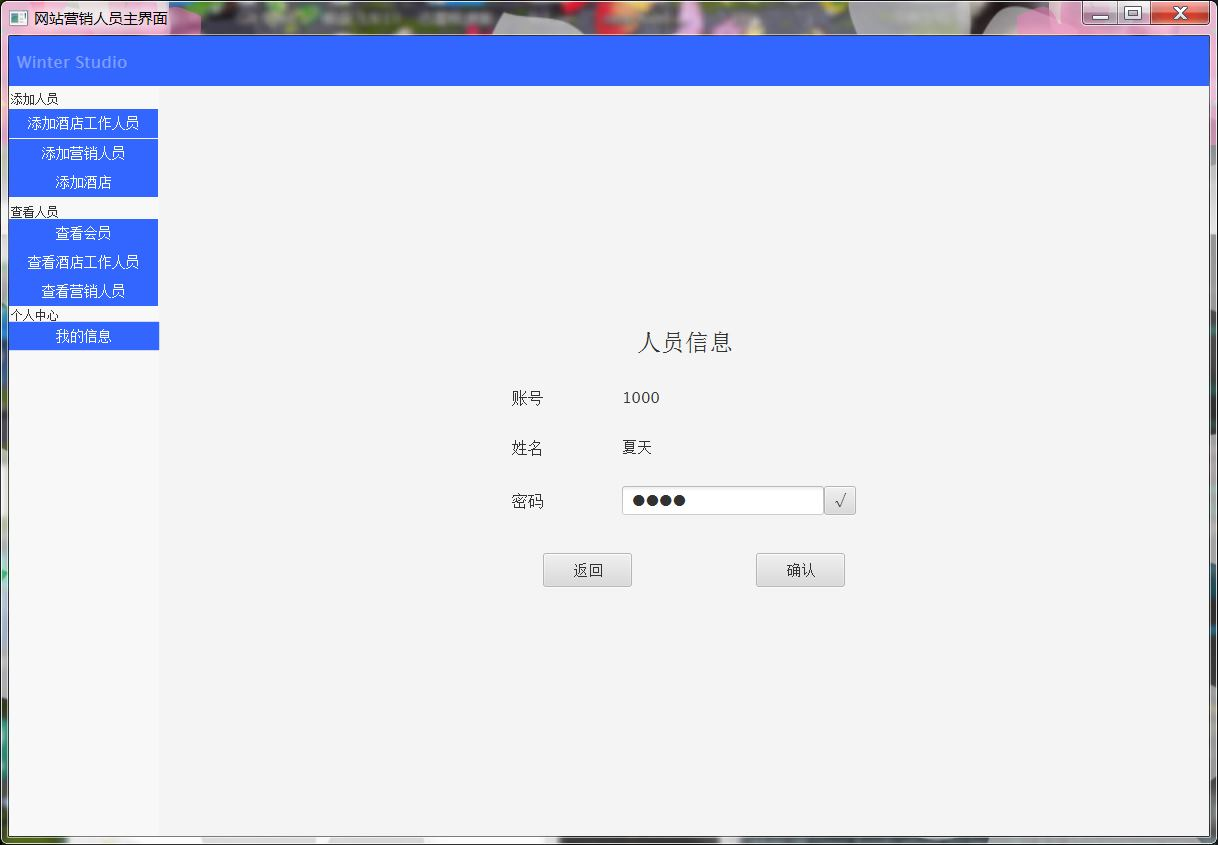 网站营销人员主界面
Winter Studio
添加人员
添加酒店工作人员
添加营销人员
添加酒店
查看人员
查看会员
查看酒店工作人员
查看营销人员
个人中心
我的信息
人员信息
账号 1000
姓名 夏天
密码 ●●●● √
返回 确认